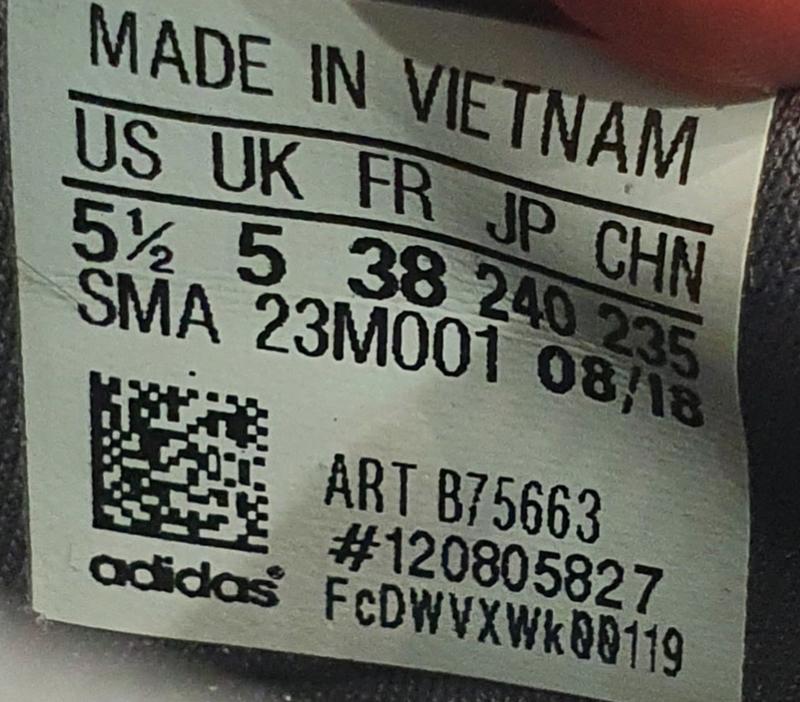 MADE IN VIETNAM
US UK FR JP CHN
5½ 5 38 240 235
SMA 23M001 08/18
ART B75663
#120805827
adidas®
FcDWVXWk00119